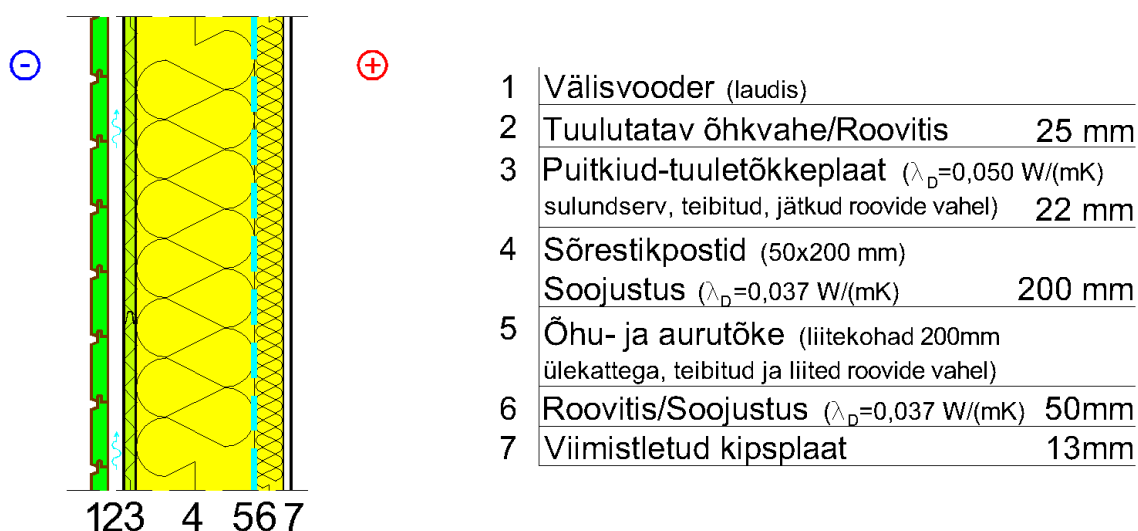 1 Välisvooder (laudis)
2 Tuulutatav õhkvahe/Roovitis 25 mm
3 Puitkiud-tuuletõkkeplaat (λD=0,050 W/(mK)
sulundserv, teibitud, jätkud roovide vahel) 22 mm
4 Sõrestikpostid (50x200 mm)
Soojustus (λD=0,037 W/(mK) 200 mm
5 Õhu- ja aurutõke (liitekohad 200mm
ülekattega, teibitud ja liited roovide vahel)
6 Roovitis/Soojustus (λD=0,037 W/(mK) 50mm
7 Viimistletud kipsplaat 13mm
123 4 56 7